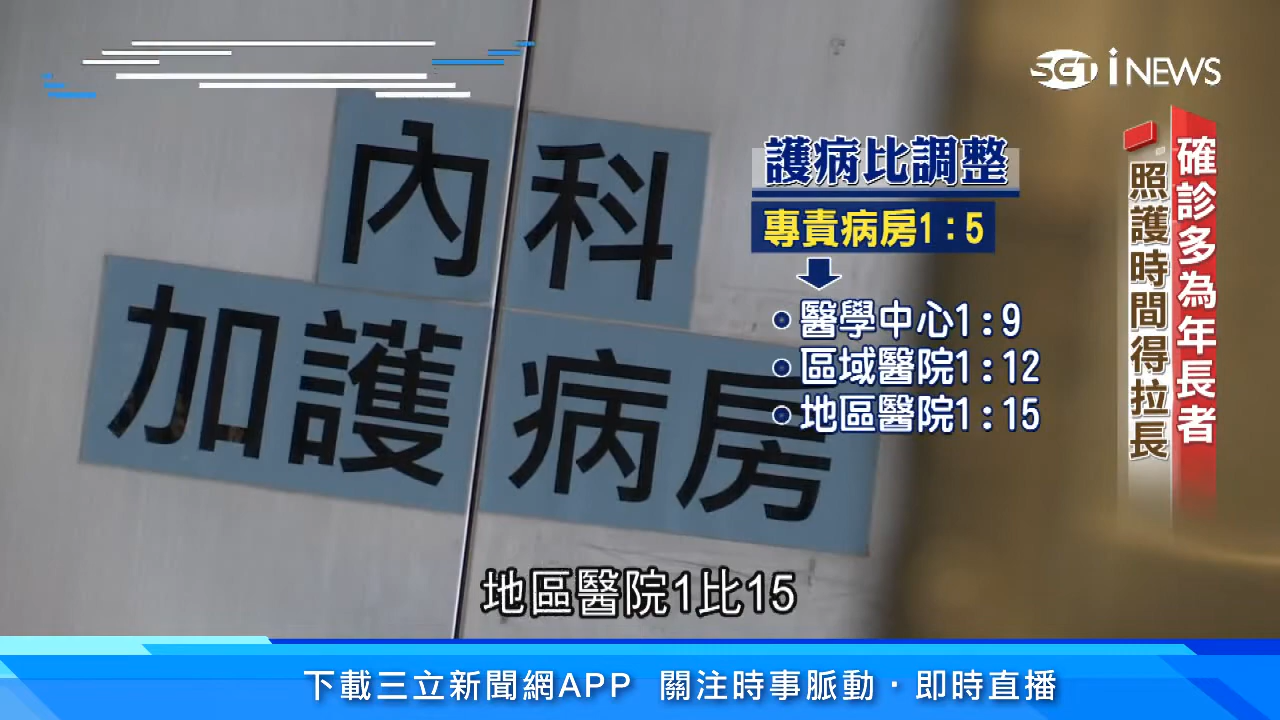 SET iNEWS
內科
加護病房
護病比調整
專責病房1:5
醫學中心1:9
區域醫院1:12
地區醫院1:15
確診多為年長者
照護時間得拉長
地區醫院1比15
下載三立新聞網APP 關注時事脈動・即時直播